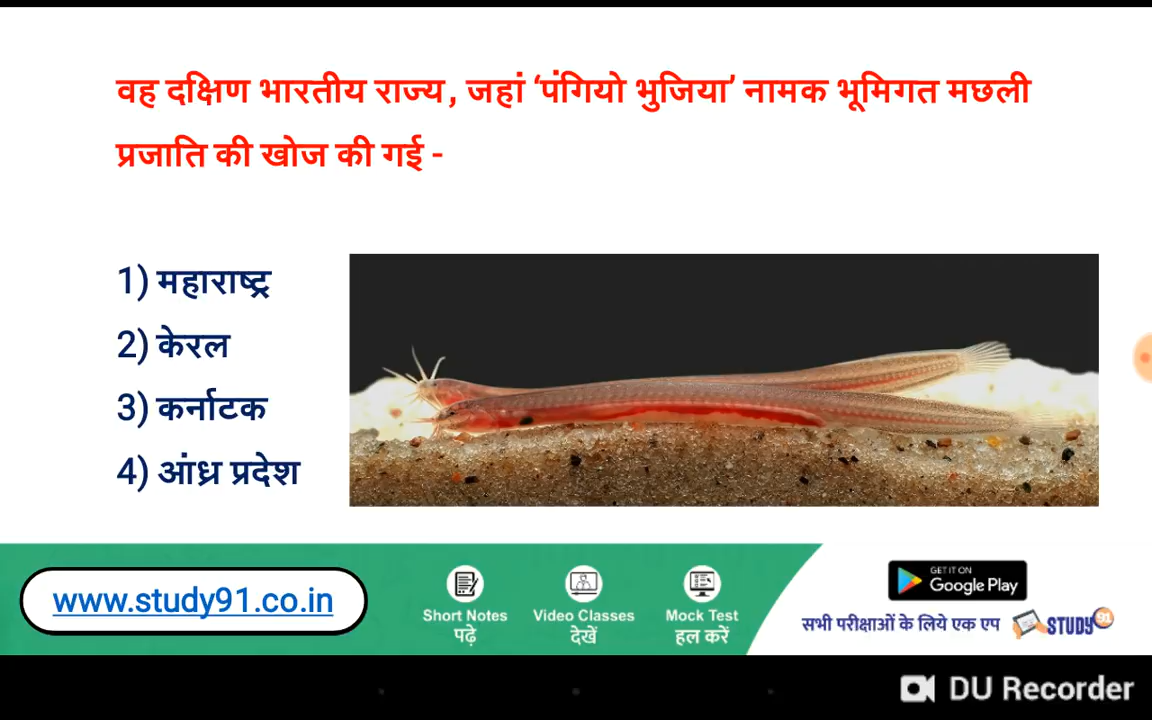 वह दक्षिण भारतीय राज्य, जहां ‘पंगियो भुजिया’ नामक भूमिगत मछली
प्रजाति की खोज की गई -
1) महाराष्ट्र
2) केरल
3) कर्नाटक
4) आंध्र प्रदेश
www.study91.co.in
Short Notes
पढ़े
Video Classes
देखें
Mock Test
हल करें
GET IT ON
Google Play
सभी परीक्षाओं के लिये एक एप
STUDY 91
DU Recorder